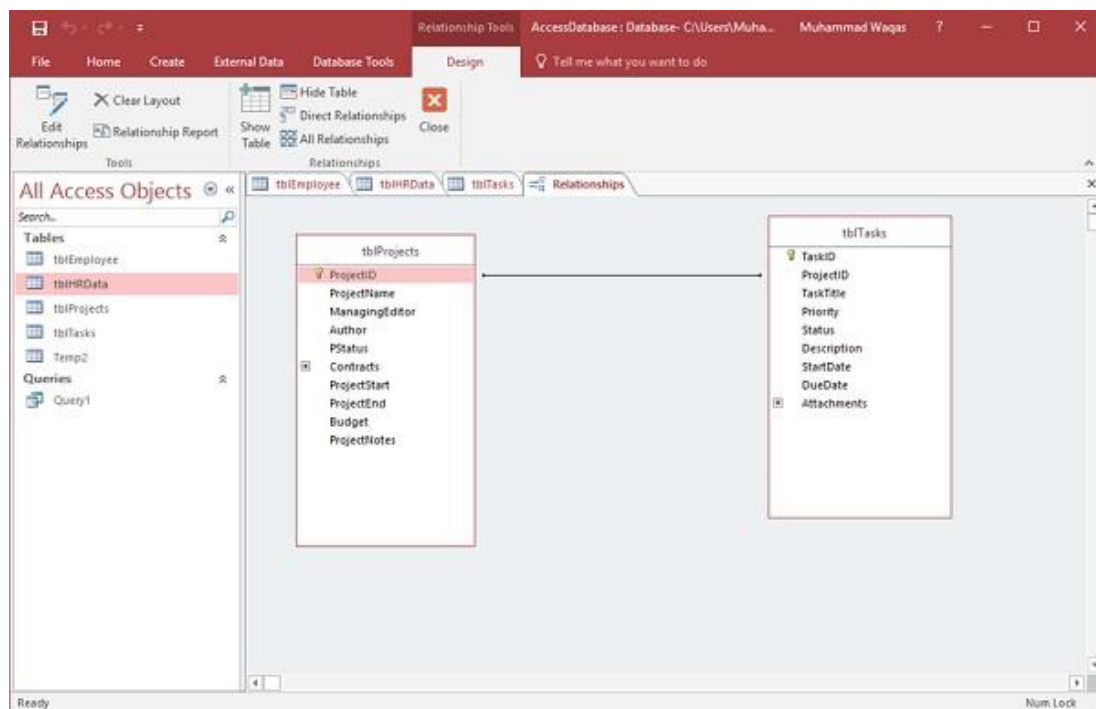 Relationship Tools AccessDatabase : Database- C:\Users\Muha... Muhammad Waqas ?
File Home Create External Data Database Tools Design Tell me what you want to do
Edit Relationships
Clear Layout
Relationship Report
Tools
Show Table
Hide Table
Direct Relationships
All Relationships
Close
Relationships
All Access Objects
Search..
Tables
tblEmployee
tblHRData
tblProjects
tblTasks
Temp2
Queries
Query1
tblEmployee tblHRData tblTasks Relationships
tblProjects
ProjectID
ProjectName
ManagingEditor
Author
PStatus
Contracts
ProjectStart
ProjectEnd
Budget
ProjectNotes
tblTasks
TaskID
ProjectID
TaskTitle
Priority
Status
Description
StartDate
DueDate
Attachments
Ready Num Lock